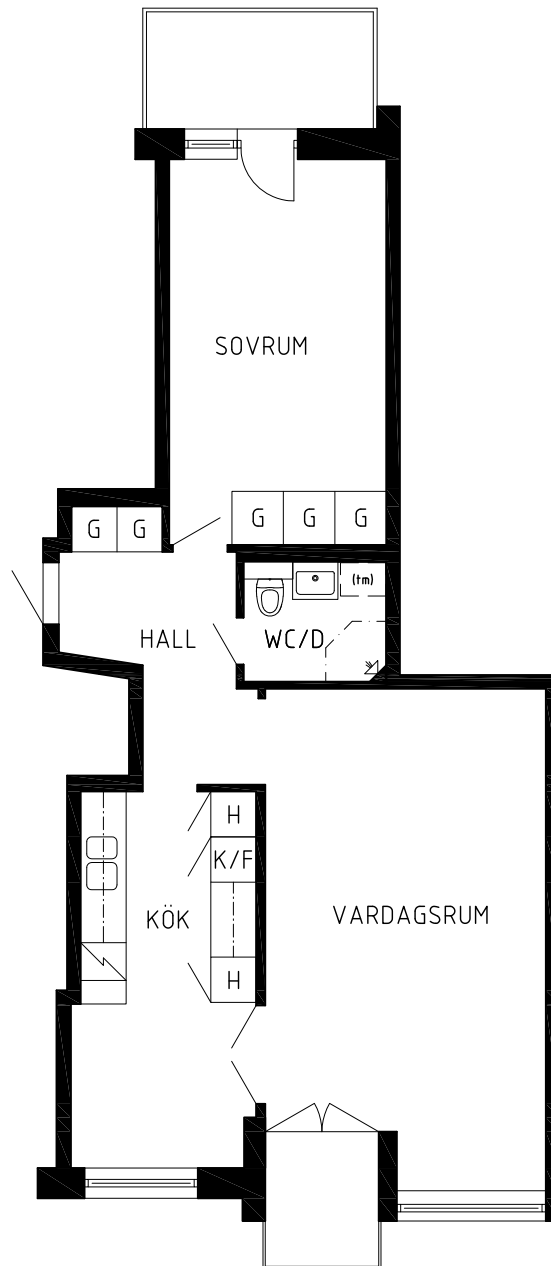 SOVRUM
G G G
G G
(tm)
HALL
WC/D
H
K/F
KÖK
VARDAGSRUM
H